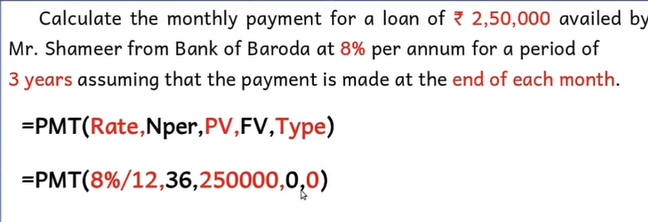 Calculate the monthly payment for a loan of ₹ 2,50,000 availed by
Mr. Shameer from Bank of Baroda at 8% per annum for a period of
3 years assuming that the payment is made at the end of each month.
=PMT(Rate,Nper,PV,FV,Type)
=PMT(8%/12,36,250000,0,0)